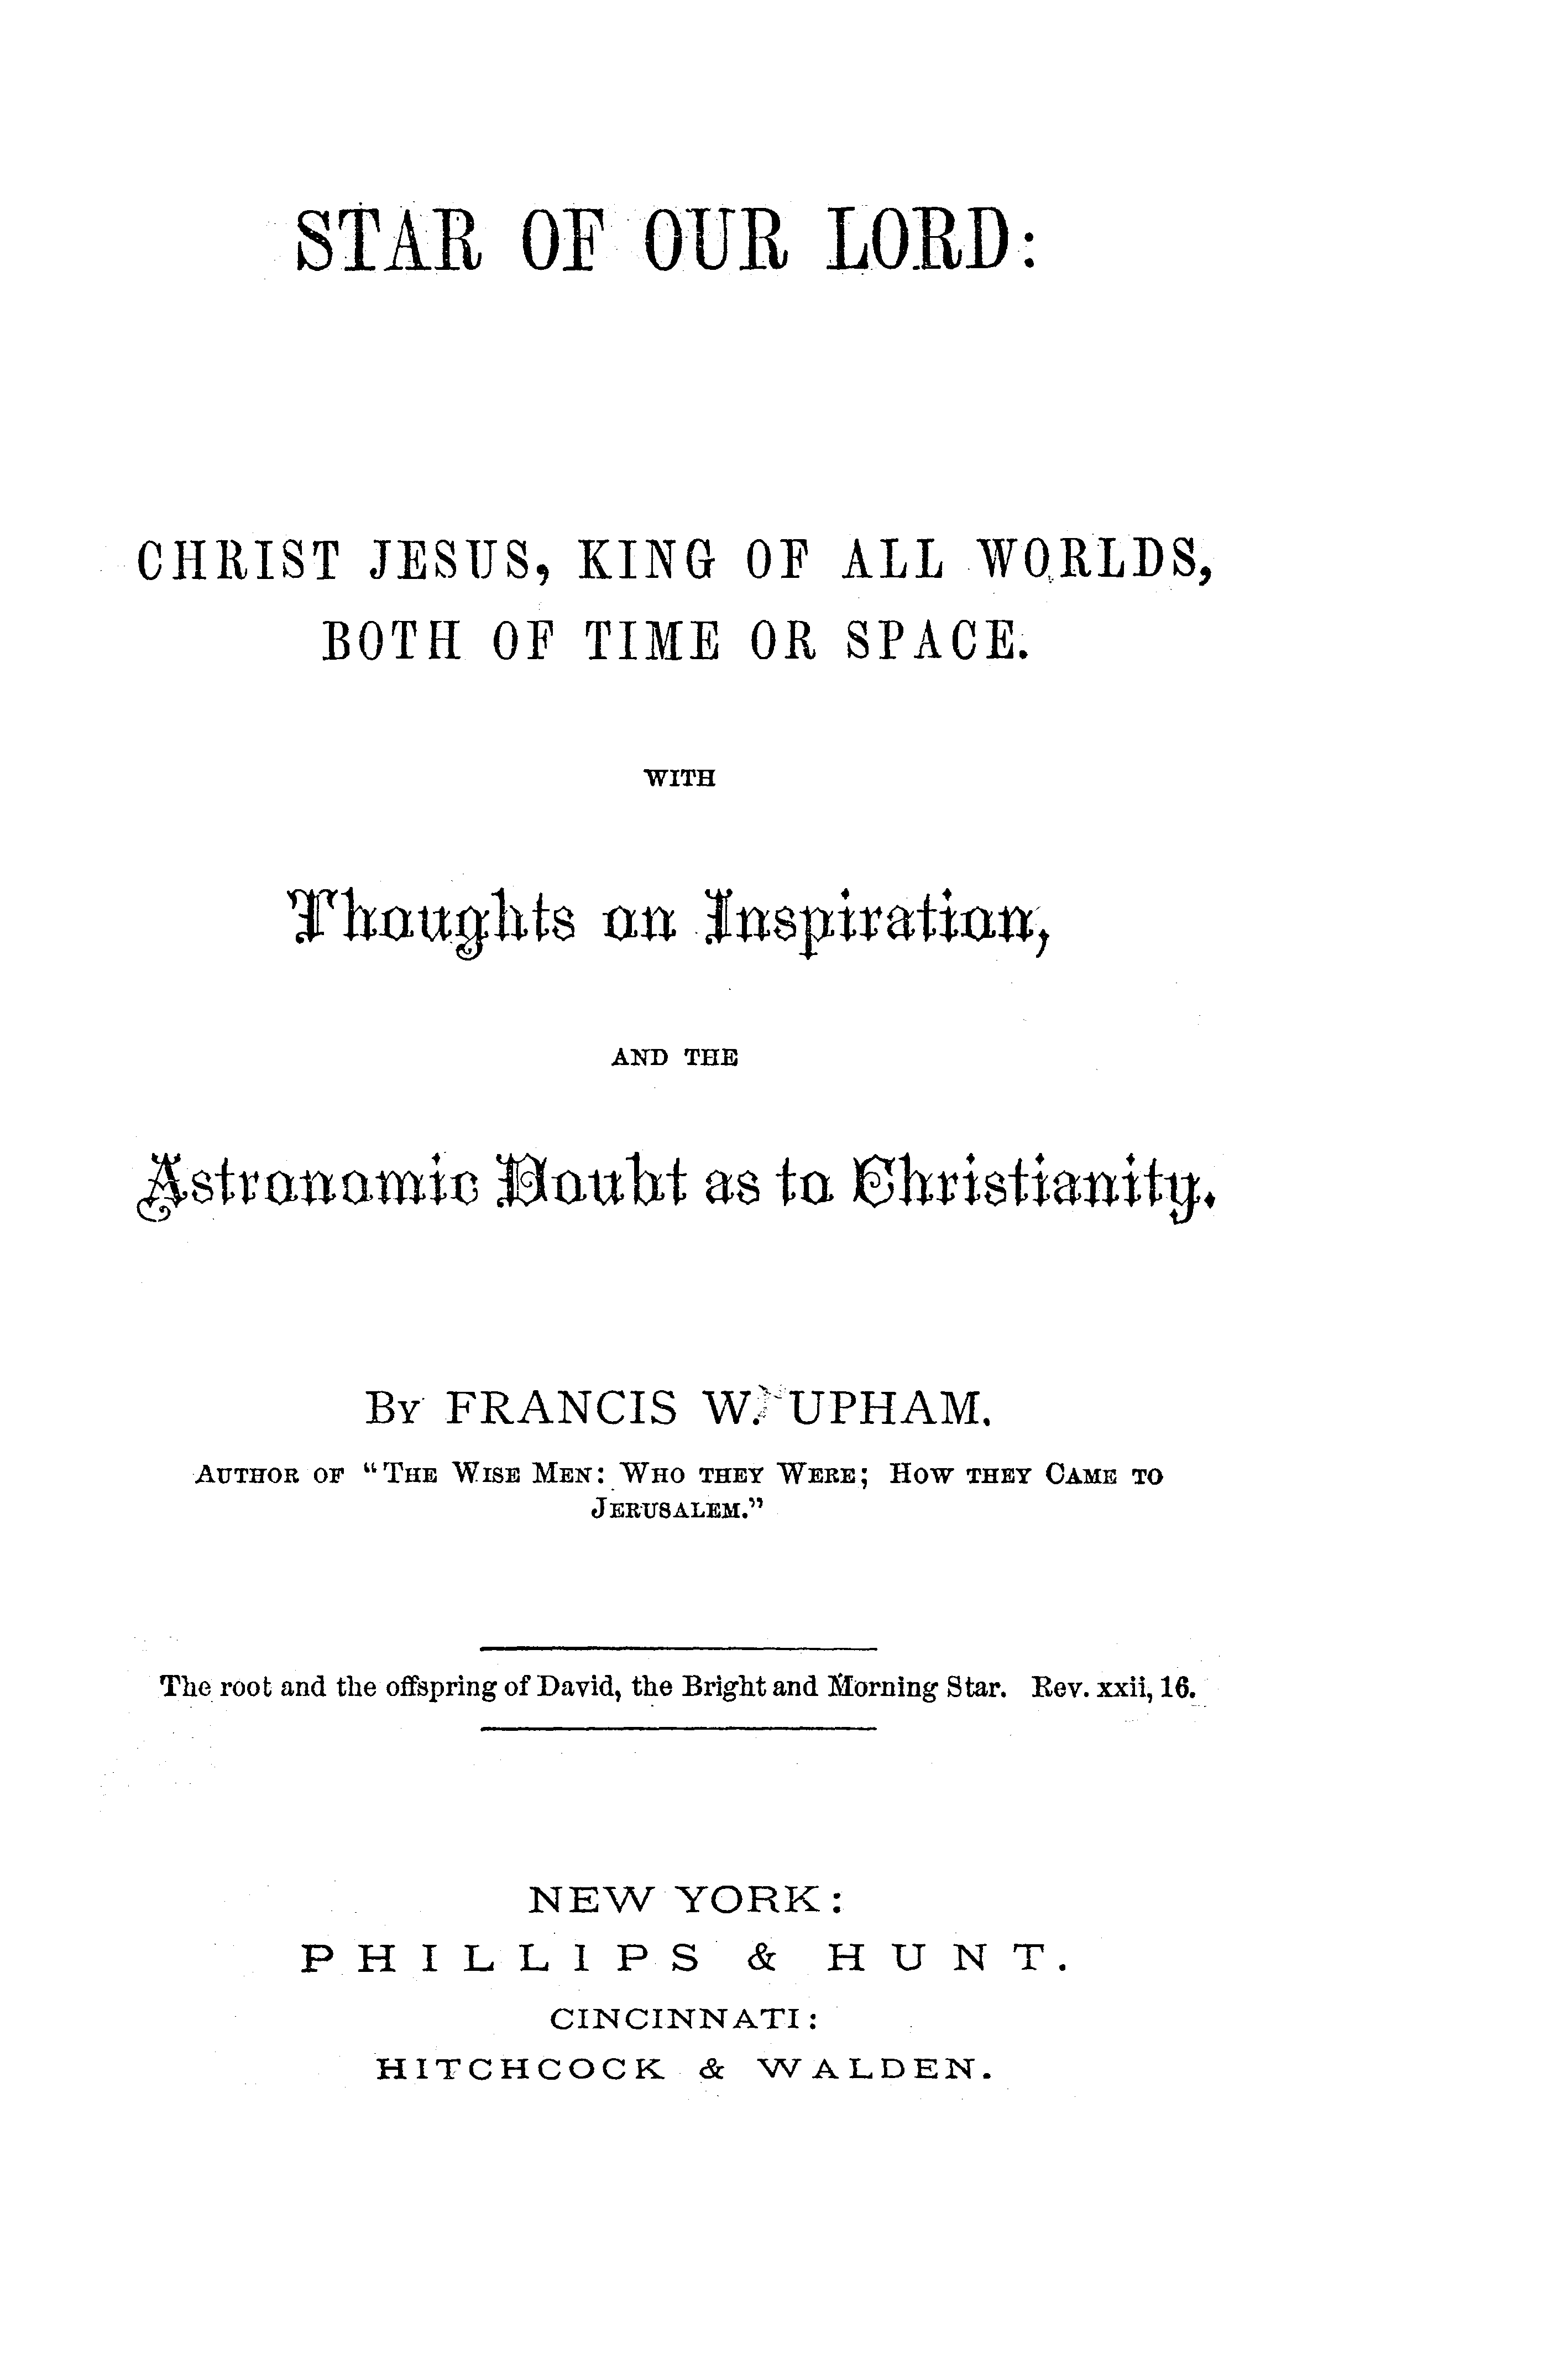 STAR OF OUR LORD:
CHRIST JESUS, KING OF ALL WORLDS,
BOTH OF TIME OR SPACE.
WITH
Thoughts on Inspiration,
AND THE
Astronomic Doubt as to Christianity.
BY FRANCIS W. UPHAM.
AUTHOR OF “THE WISE MEN: WHO THEY WERE; HOW THEY CAME TO
JERUSALEM.”
The root and the offspring of David, the Bright and Morning Star. Rev. xxii, 16.
NEW YORK:
PHILLIPS & HUNT.
CINCINNATI:
HITCHCOCK & WALDEN.